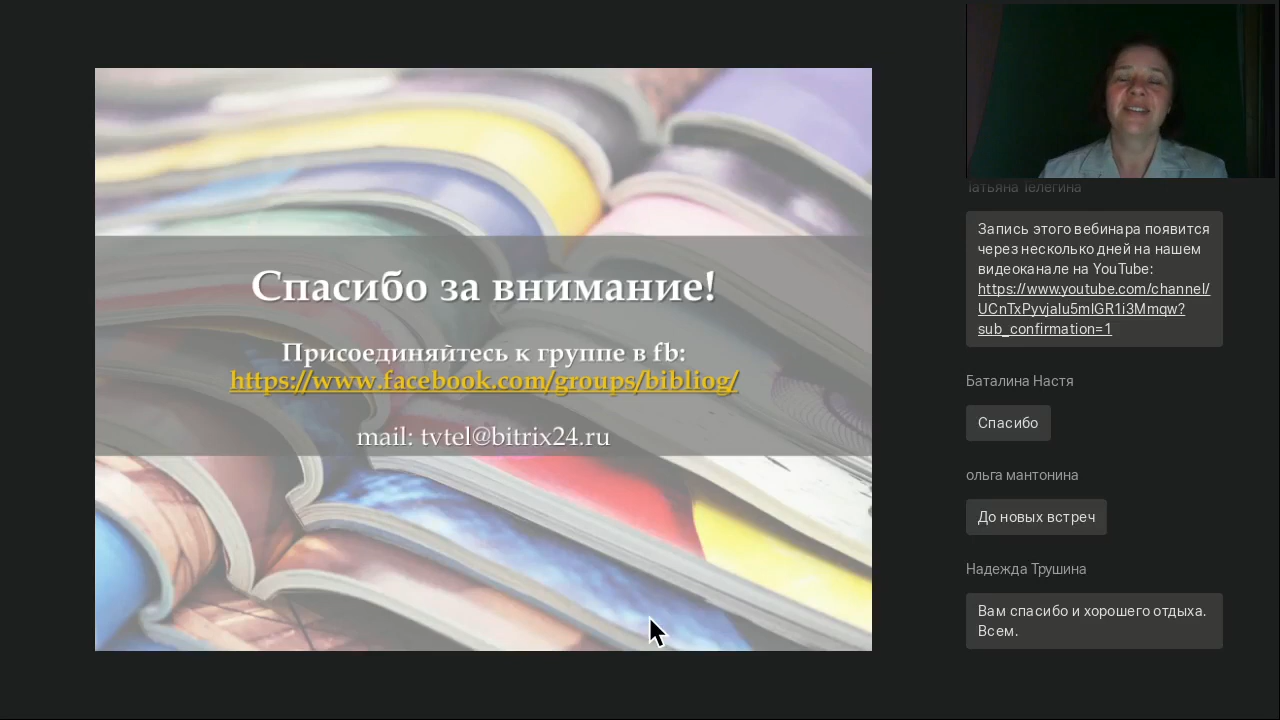 Спасибо за внимание!
Присоединяйтесь к группе в fb:
https://www.facebook.com/groups/bibliog/
mail: tvtel@bitrix24.ru
Татьяна Телегина
Запись этого вебинара появится
через несколько дней на нашем
видеоканале на YouTube:
https://www.youtube.com/channel/
UCnTxPyvjalu5mlGR1i3Mmqw?
sub_confirmation=1
Баталина Настя
Спасибо
ольга мантонина
До новых встреч
Надежда Трушина
Вам спасибо и хорошего отдыха.
Всем.